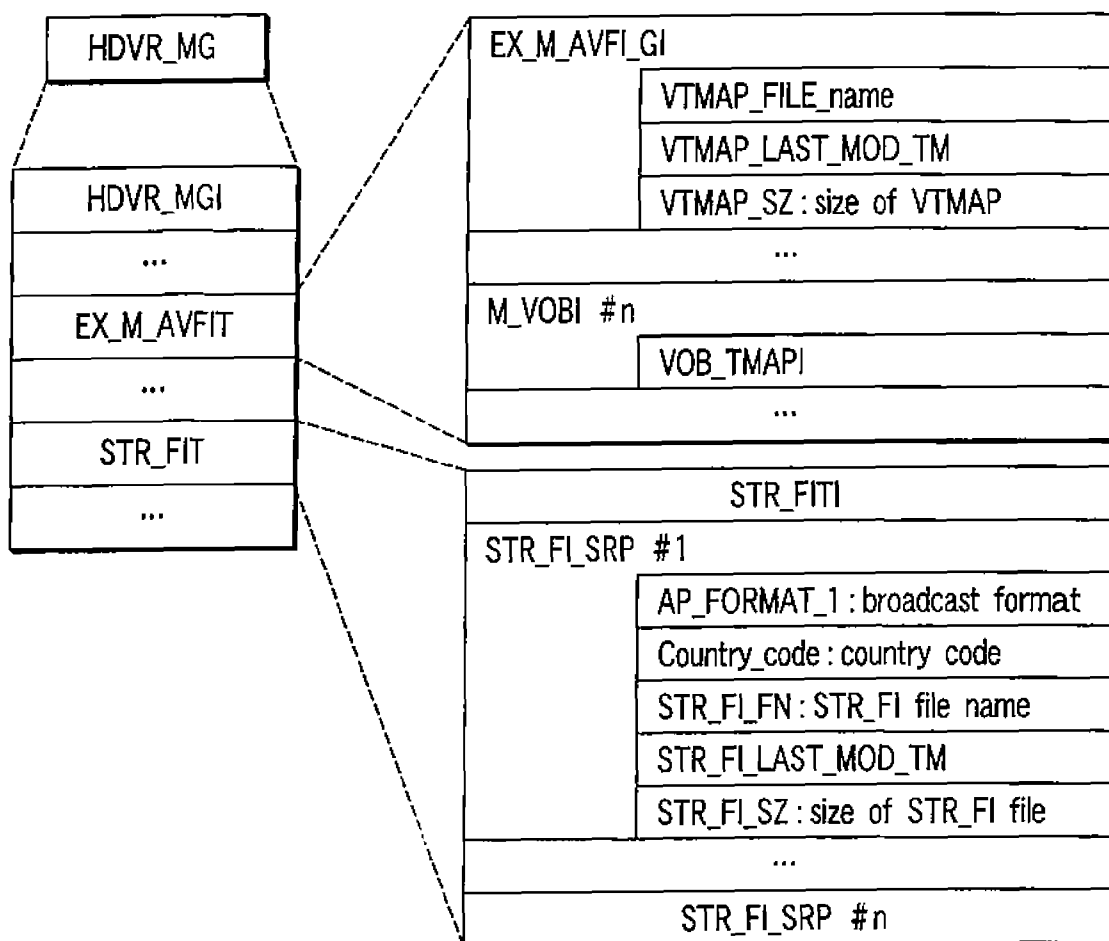 HDVR_MG
HDVR_MGI
...
EX_M_AVFIT
...
STR_FIT
...
EX_M_AVFI_GI
VTMAP_FILE_name
VTMAP_LAST_MOD_TM
VTMAP_SZ : size of VTMAP
...
M_VOBI #n
VOB_TMAPI
...
STR_FITI
STR_FI_SRP #1
AP_FORMAT_1 : broadcast format
Country_code : country code
STR_FI_FN : STR_FI file name
STR_FI_LAST_MOD_TM
STR_FI_SZ : size of STR_FI file
...
STR_FI_SRP #n